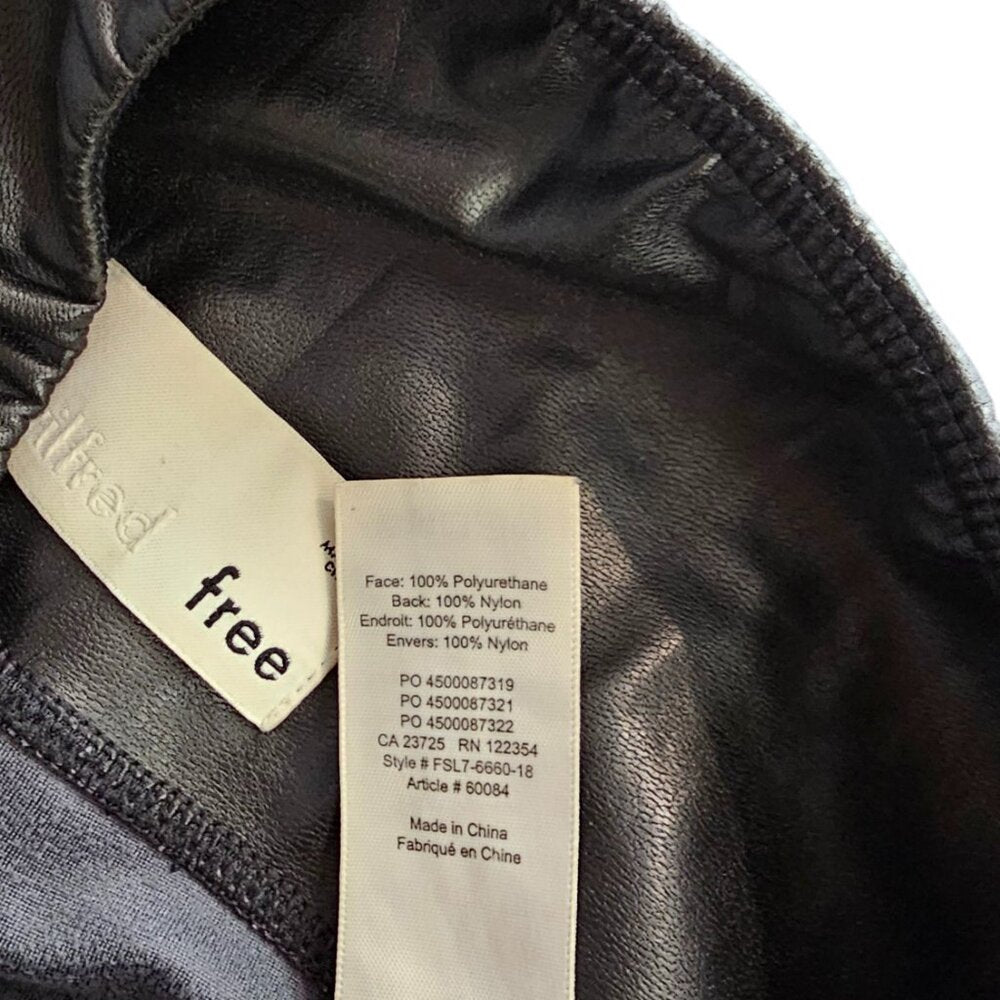 free
Face: 100% Polyurethane
Back: 100% Nylon
Endroit: 100% Polyuréthane
Envers: 100% Nylon
PO 4500087319
PO 4500087321
PO 4500087322
CA 23725 RN 122354
Style # FSL7-6660-18
Article # 60084
Made in China
Fabriqué en Chine